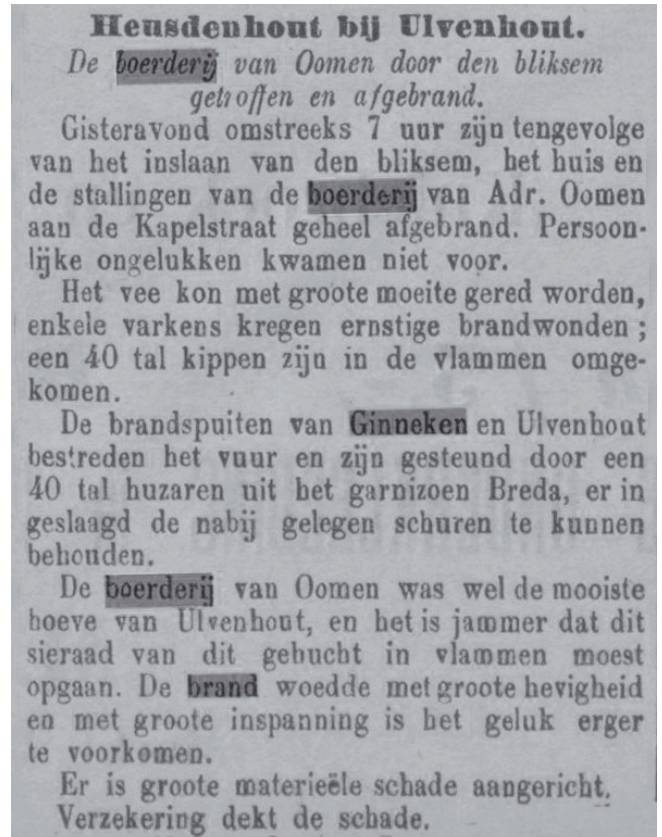 Heusdenhout bij Ulvenhout.
De boerderij van Oomen door den bliksem
getroffen en afgebrand.
Gisteravond omstreeks 7 uur zijn tengevolge
van het inslaan van den bliksem, het huis en
de stallingen van de boerderij van Adr. Oomen
aan de Kapelstraat geheel afgebrand. Persoon-
lijke ongelukken kwamen niet voor.
Het vee kon met groote moeite gered worden,
enkele varkens kregen ernstige brandwonden ;
een 40 tal kippen zijn in de vlammen omge-
komen.
De brandspuiten van Ginneken en Ulvenhout
bestreden het vuur en zijn gesteund door een
40 tal huzaren uit het garnizoen Breda, er in
geslaagd de nabij gelegen schuren te kunnen
behouden.
De boerderij van Oomen was wel de mooiste
hoeve van Ulvenhout, en het is jammer dat dit
sieraad van dit gehucht in vlammen moest
opgaan. De brand woedde met groote hevigheid
en met groote inspanning is het geluk erger
te voorkomen.
Er is groote materieële schade aangericht.
Verzekering dekt de schade.